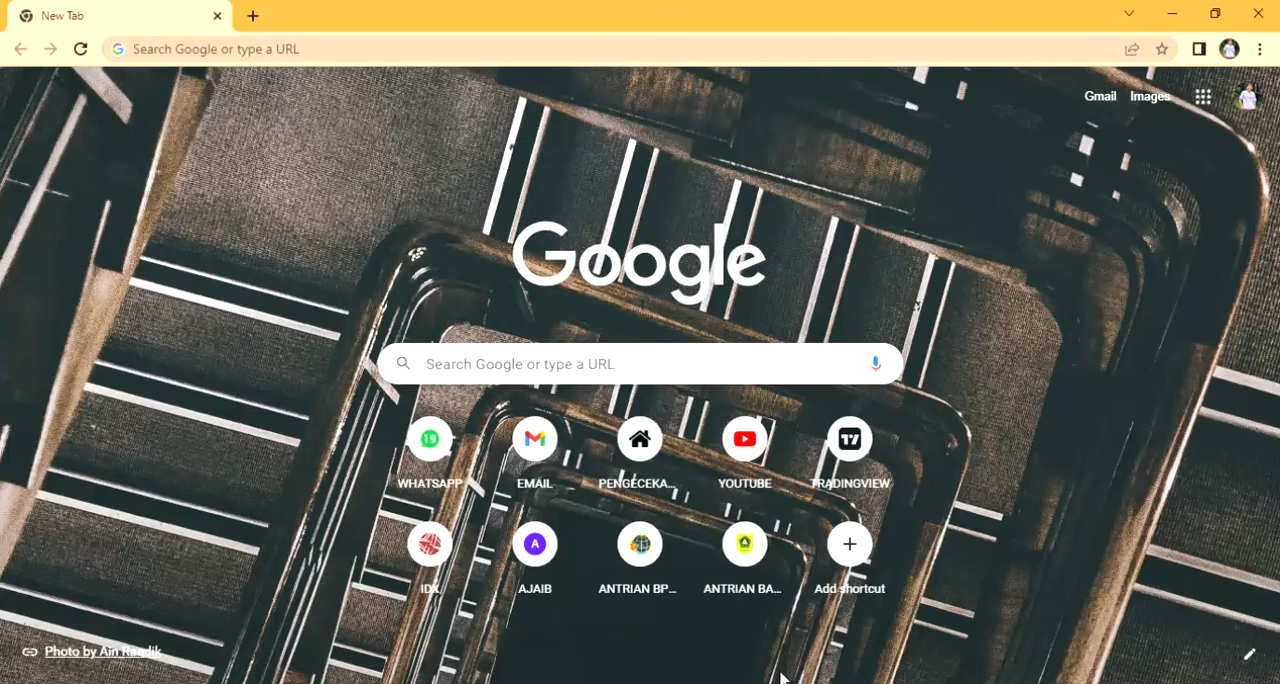 New Tab
Search Google or type a URL
Gmail Images
Google
Search Google or type a URL
WHATSAPP EMAIL PENGECEKA... YOUTUBE TRADINGVIEW
IDX AJAIB ANTRIAN BP... ANTRIAN BA... Add shortcut
Photo by Ain Raadik